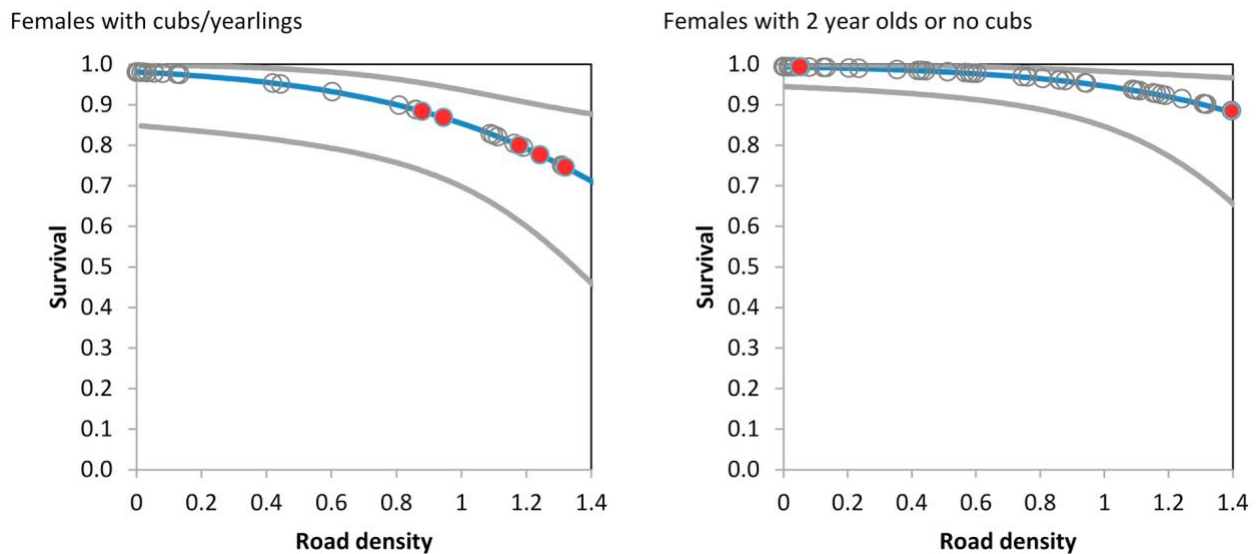 Females with cubs/yearlings
1.0
0.9
0.8
0.7
0.6
0.5
0.4
0.3
0.2
0.1
0.0
Survival
0 0.2 0.4 0.6 0.8 1 1.2 1.4
Road density
Females with 2 year olds or no cubs
1.0
0.9
0.8
0.7
0.6
0.5
0.4
0.3
0.2
0.1
0.0
Survival
0 0.2 0.4 0.6 0.8 1 1.2 1.4
Road density